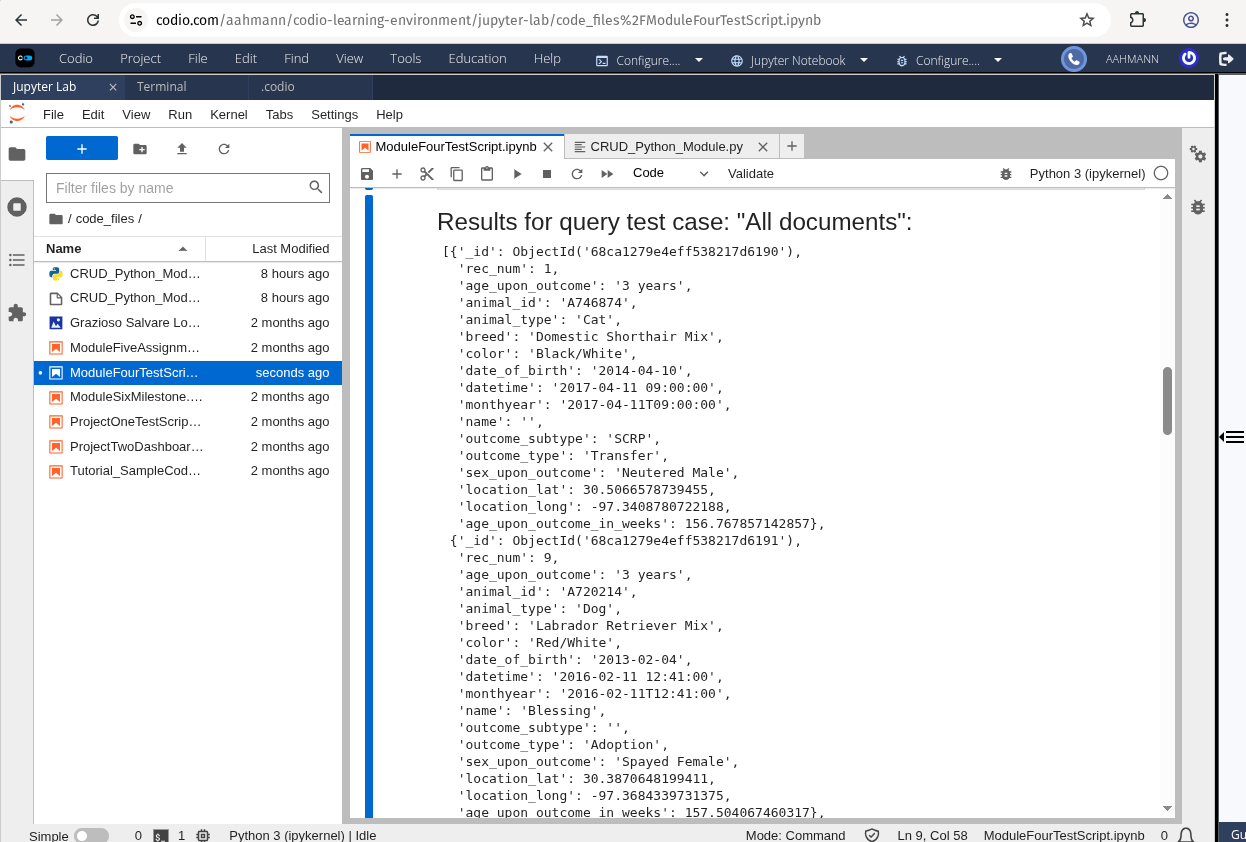 codio.com/aahmann/codio-learning-environment/jupyter-lab/code_files%2FModuleFourTestScript.ipynb
Codio Project File Edit Find View Tools Education Help Configure.... Jupyter Notebook Configure.... AAHMANN
Jupyter Lab Terminal .codio
File Edit View Run Kernel Tabs Settings Help
ModuleFourTestScript.ipynb CRUD_Python_Module.py
Code Validate Python 3 (ipykernel)
Filter files by name
/ code_files /
Name Last Modified
CRUD_Python_Mod... 8 hours ago
CRUD_Python_Mod... 8 hours ago
Grazioso Salvare Lo... 2 months ago
ModuleFiveAssignm... 2 months ago
ModuleFourTestScri... seconds ago
ModuleSixMilestone.... 2 months ago
ProjectOneTestScrip... 2 months ago
ProjectTwoDashboar... 2 months ago
Tutorial_SampleCod... 2 months ago
Results for query test case: "All documents":
[{'_id': ObjectId('68ca1279e4eff538217d6190'),
'rec_num': 1,
'age_upon_outcome': '3 years',
'animal_id': 'A746874',
'animal_type': 'Cat',
'breed': 'Domestic Shorthair Mix',
'color': 'Black/White',
'date_of_birth': '2014-04-10',
'datetime': '2017-04-11 09:00:00',
'monthyear': '2017-04-11T09:00:00',
'name': '',
'outcome_subtype': 'SCRP',
'outcome_type': 'Transfer',
'sex_upon_outcome': 'Neutered Male',
'location_lat': 30.5066578739455,
'location_long': -97.3408780722188,
'age_upon_outcome_in_weeks': 156.767857142857},
{'_id': ObjectId('68ca1279e4eff538217d6191'),
'rec_num': 9,
'age_upon_outcome': '3 years',
'animal_id': 'A720214',
'animal_type': 'Dog',
'breed': 'Labrador Retriever Mix',
'color': 'Red/White',
'date_of_birth': '2013-02-04',
'datetime': '2016-02-11 12:41:00',
'monthyear': '2016-02-11T12:41:00',
'name': 'Blessing',
'outcome_subtype': '',
'outcome_type': 'Adoption',
'sex_upon_outcome': 'Spayed Female',
'location_lat': 30.3870648199411,
'location_long': -97.3684339731375,
'age_upon_outcome_in_weeks': 157.504067460317},
Simple 0 1 Python 3 (ipykernel) | Idle Mode: Command Ln 9, Col 58 ModuleFourTestScript.ipynb 0
Gu